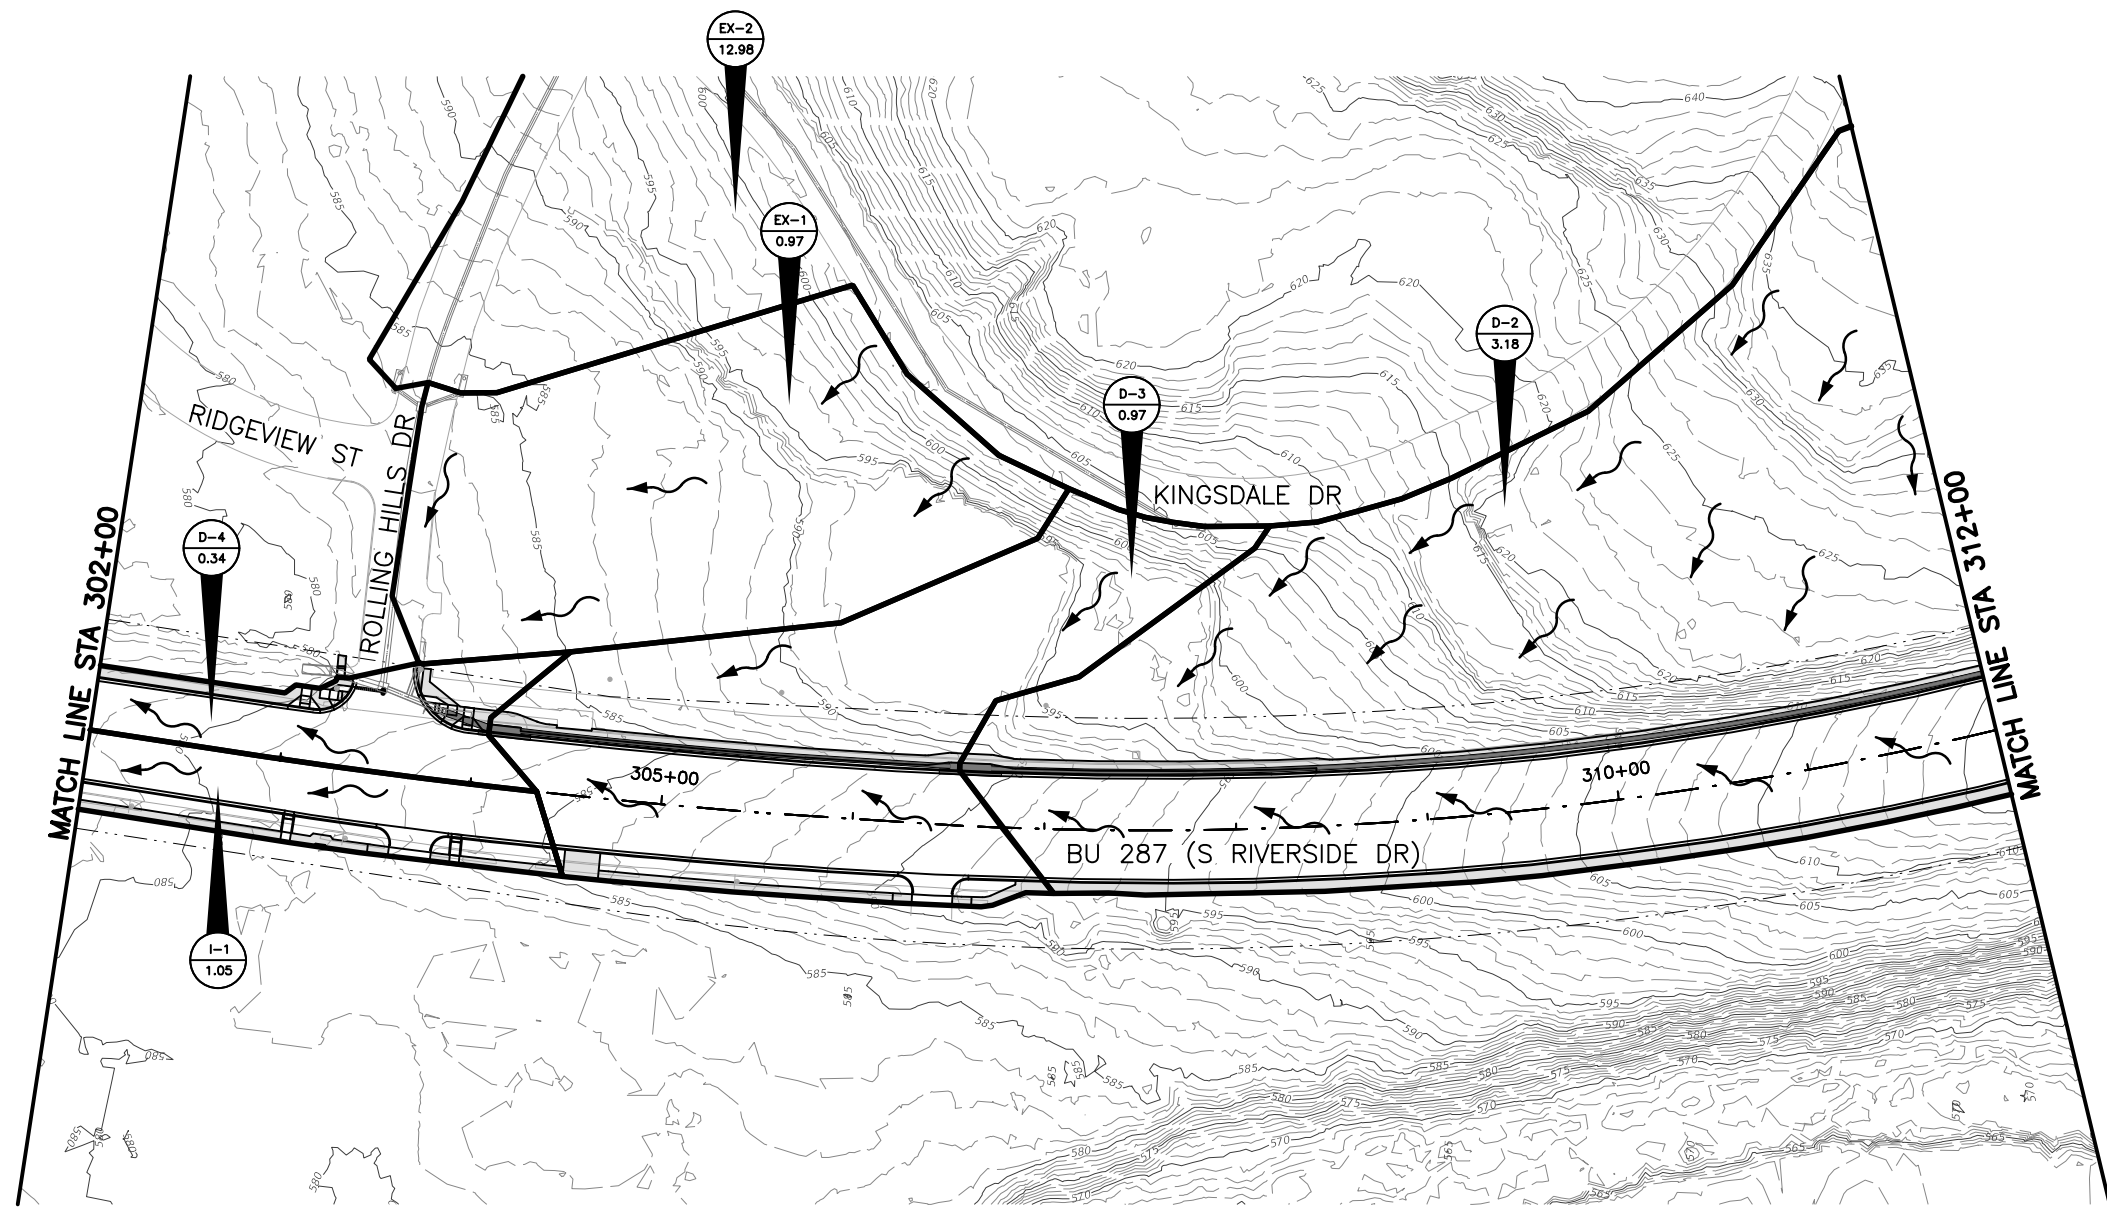 EX-2
12.98
EX-1
0.97
D-2
3.18
D-3
0.97
D-4
0.34
I-1
1.05
RIDGEVIEW ST
ROLLING HILLS DR
KINGSDALE DR
BU 287 (S RIVERSIDE DR)
305+00
310+00
MATCH LINE STA 302+00
MATCH LINE STA 312+00
600
610
620
590
605
615
595
585
625
630
635
640
580
575
570
565